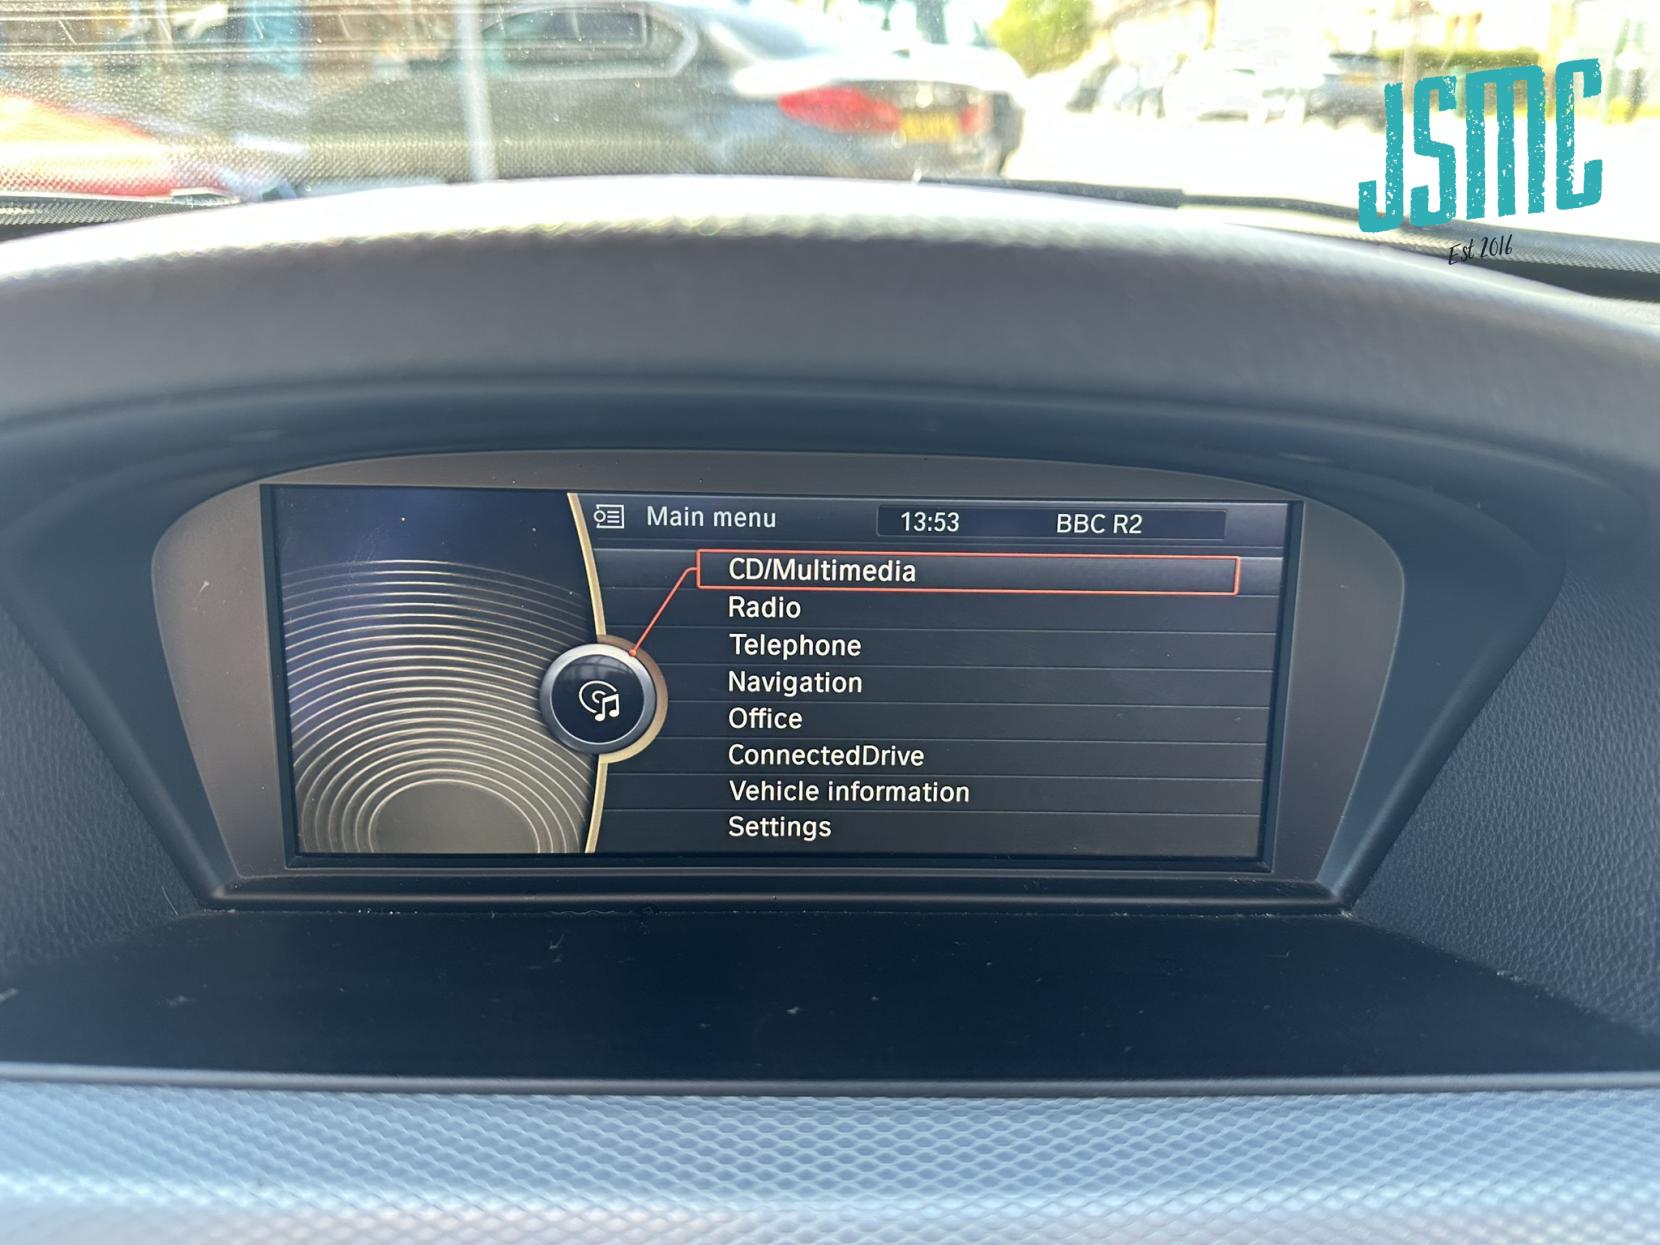 JSMC
Est 2016
Main menu 13:53 BBC R2
CD/Multimedia
Radio
Telephone
Navigation
Office
ConnectedDrive
Vehicle information
Settings